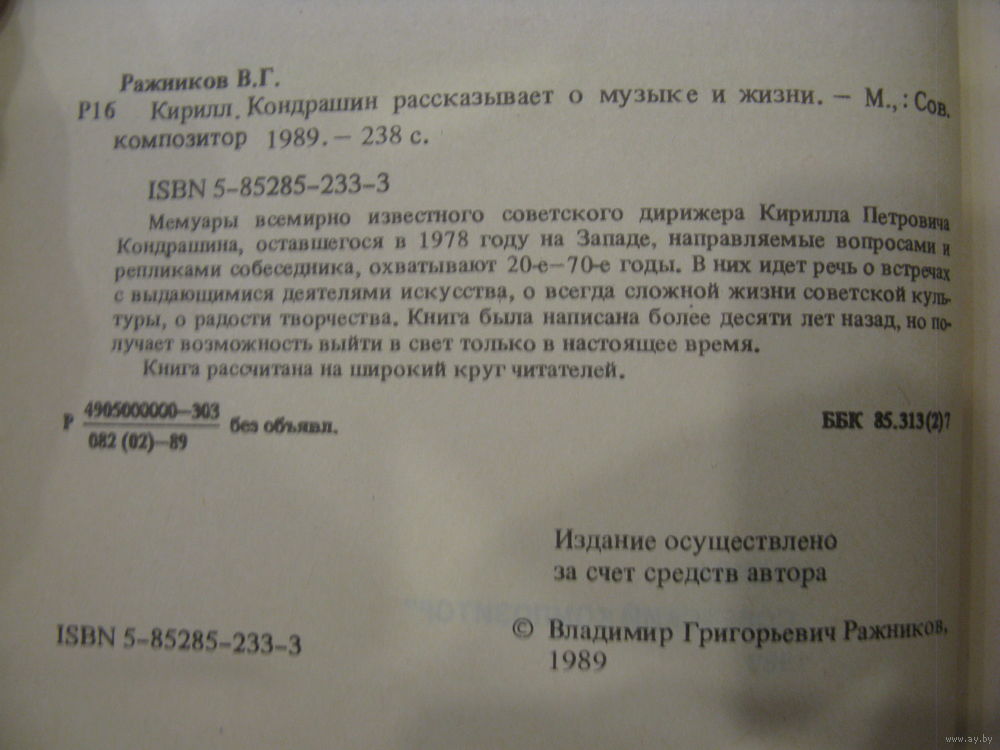 Ражников В.Г.
Р16 Кирилл. Кондрашин рассказывает о музыке и жизни. – М.,: Сов.
композитор 1989. – 238 с.
ISBN 5–85285–233–3
Мемуары всемирно известного советского дирижера Кирилла Петровича
Кондрашина, оставшегося в 1978 году на Западе, направляемые вопросами и
репликами собеседника, охватывают 20-е–70-е годы. В них идет речь о встречах
с выдающимися деятелями искусства, о всегда сложной жизни советской куль-
туры, о радости творчества. Книга была написана более десяти лет назад, но по-
лучает возможность выйти в свет только в настоящее время.
Книга рассчитана на широкий круг читателей.
Р 4905000000–303 без объявл. ББК 85.313(2)7
082 (02)–89
Издание осуществлено
за счет средств автора
ISBN 5–85285–233–3 © Владимир Григорьевич Ражников,
1989
www.ay.by